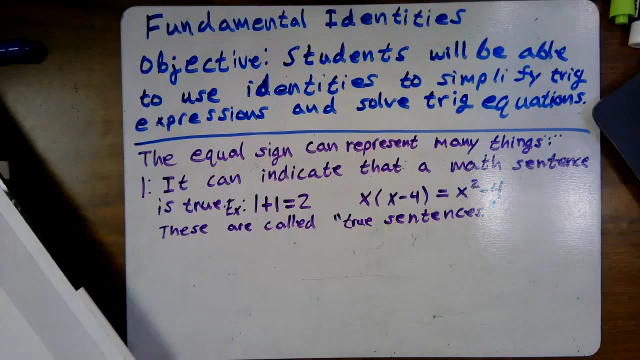 Fundamental Identities
Objective: Students will be able
to use identities to simplify trig
expressions and solve trig equations.
The equal sign can represent many things:
1: It can indicate that a math sentence
is true. Ex: 1+1=2 x(x-4) = x²-4
These are called "true sentences."